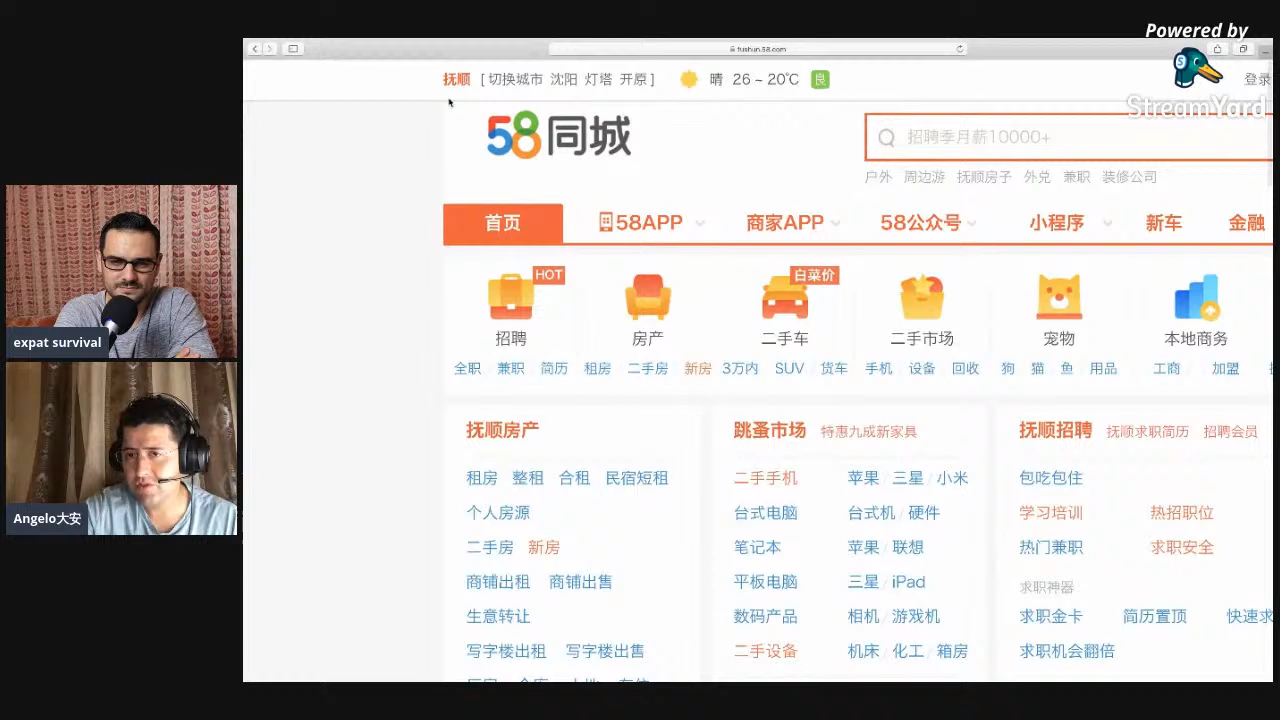 Powered by
StreamYard
fushun.58.com
抚顺 [ 切换城市 沈阳 灯塔 开原 ] 晴 26 ~ 20℃ 良 登录
58同城
招聘季月薪10000+
户外 周边游 抚顺房子 外兑 兼职 装修公司
首页 58APP 商家APP 58公众号 小程序 新车 金融
HOT 白菜价
招聘 房产 二手车 二手市场 宠物 本地商务
全职 兼职 简历 租房 二手房 新房 3万内 SUV 货车 手机 设备 回收 狗 猫 鱼 用品 工商 加盟
抚顺房产
租房 整租 合租 民宿短租
个人房源
二手房 新房
商铺出租 商铺出售
生意转让
写字楼出租 写字楼出售
跳蚤市场 特惠九成新家具
二手手机 苹果 / 三星 / 小米
台式电脑 台式机 / 硬件
笔记本 苹果 / 联想
平板电脑 三星 / iPad
数码产品 相机 / 游戏机
二手设备 机床 / 化工 / 箱房
抚顺招聘 抚顺求职简历 招聘会员
包吃包住
学习培训 热招职位
热门兼职 求职安全
求职神器
求职金卡 简历置顶 快速求
求职机会翻倍
expat survival
Angelo大安